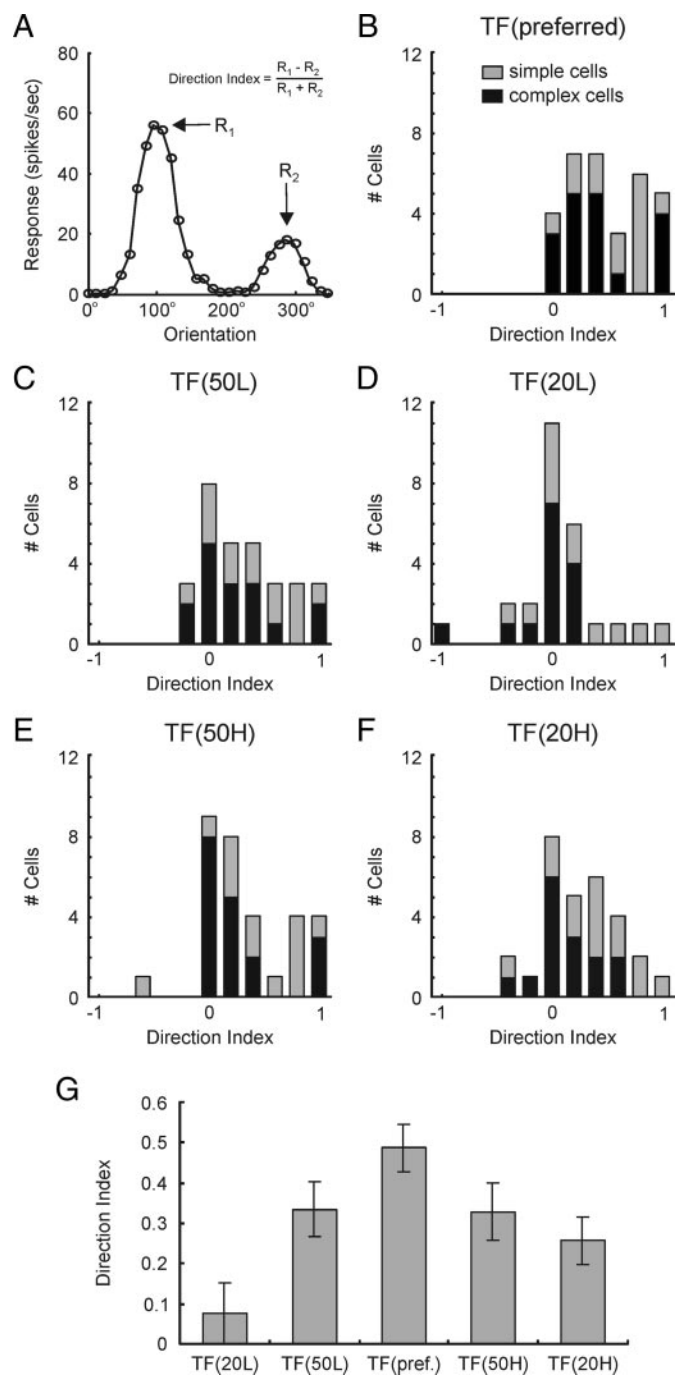 A
Response (spikes/sec)
80
60
40
20
0
Direction Index = (R1 - R2) / (R1 + R2)
R1
R2
0° 100° 200° 300°
Orientation
B
TF(preferred)
simple cells
complex cells
# Cells
12
8
4
0
-1 0 1
Direction Index
C
TF(50L)
# Cells
12
8
4
0
-1 0 1
Direction Index
D
TF(20L)
# Cells
12
8
4
0
-1 0 1
Direction Index
E
TF(50H)
# Cells
12
8
4
0
-1 0 1
Direction Index
F
TF(20H)
# Cells
12
8
4
0
-1 0 1
Direction Index
G
Direction Index
0.6
0.5
0.4
0.3
0.2
0.1
0
TF(20L) TF(50L) TF(pref.) TF(50H) TF(20H)